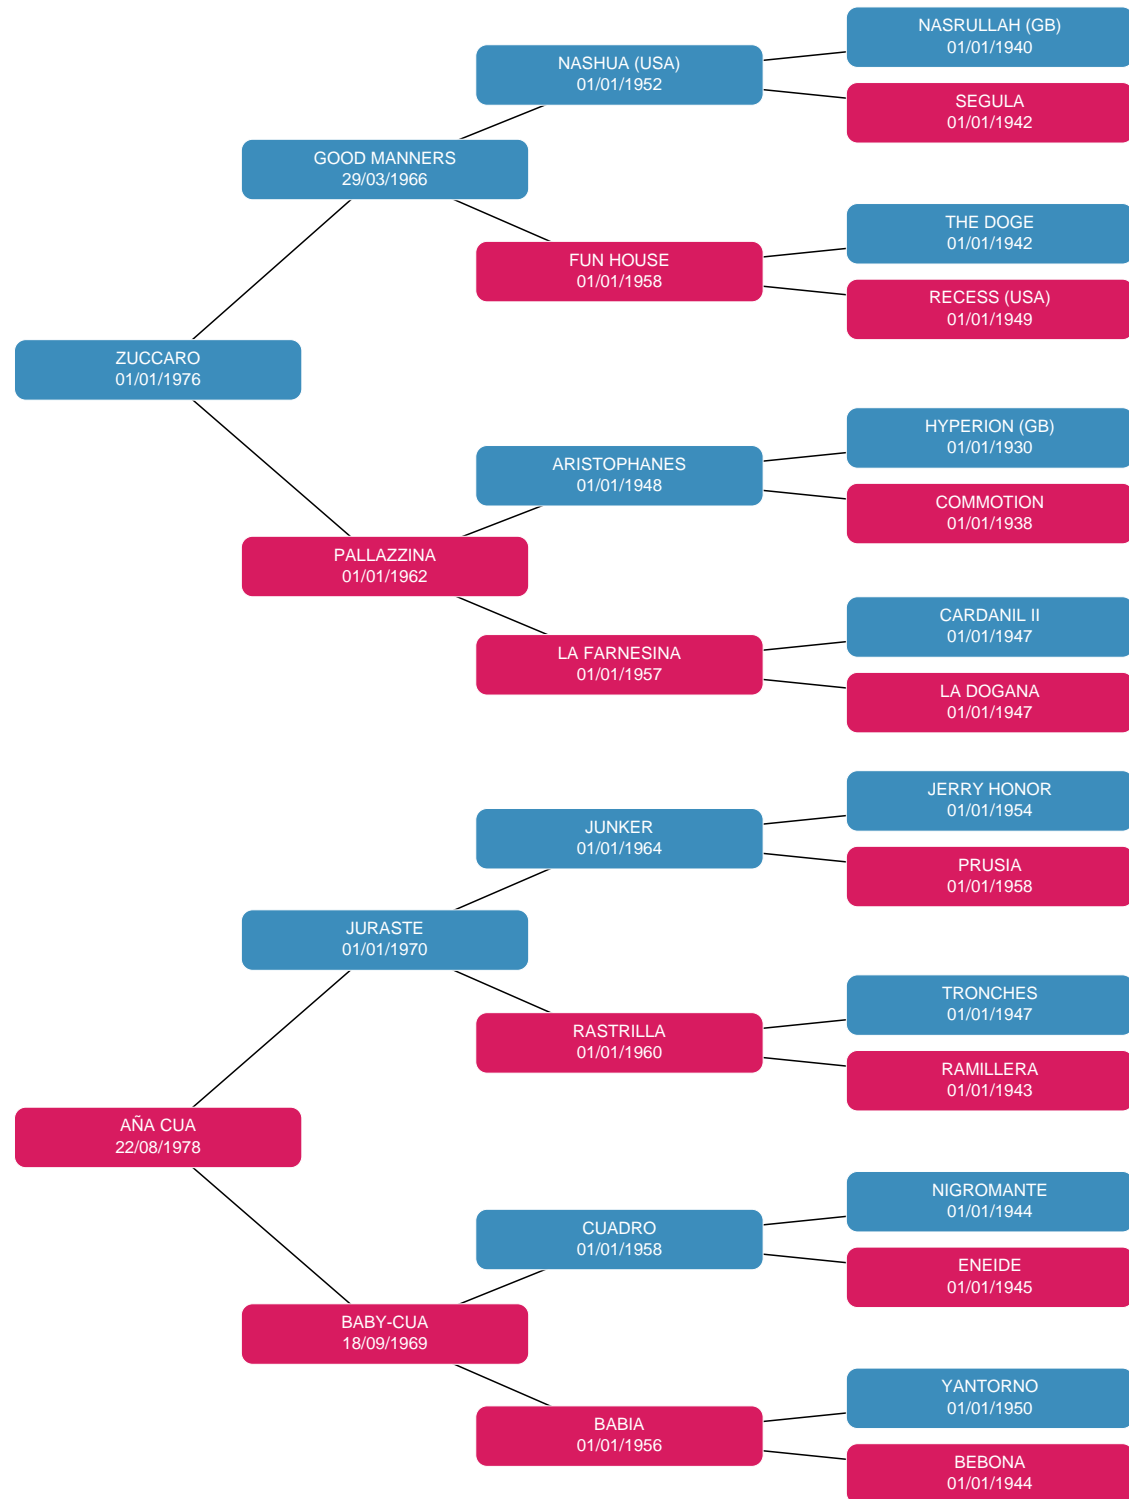 NASRULLAH (GB)
01/01/1940
NASHUA (USA)
01/01/1952
SEGULA
01/01/1942
GOOD MANNERS
29/03/1966
THE DOGE
01/01/1942
FUN HOUSE
01/01/1958
RECESS (USA)
01/01/1949
ZUCCARO
01/01/1976
HYPERION (GB)
01/01/1930
ARISTOPHANES
01/01/1948
COMMOTION
01/01/1938
PALLAZZINA
01/01/1962
CARDANIL II
01/01/1947
LA FARNESINA
01/01/1957
LA DOGANA
01/01/1947
JERRY HONOR
01/01/1954
JUNKER
01/01/1964
PRUSIA
01/01/1958
JURASTE
01/01/1970
TRONCHES
01/01/1947
RASTRILLA
01/01/1960
RAMILLERA
01/01/1943
AÑA CUA
22/08/1978
NIGROMANTE
01/01/1944
CUADRO
01/01/1958
ENEIDE
01/01/1945
BABY-CUA
18/09/1969
YANTORNO
01/01/1950
BABIA
01/01/1956
BEBONA
01/01/1944